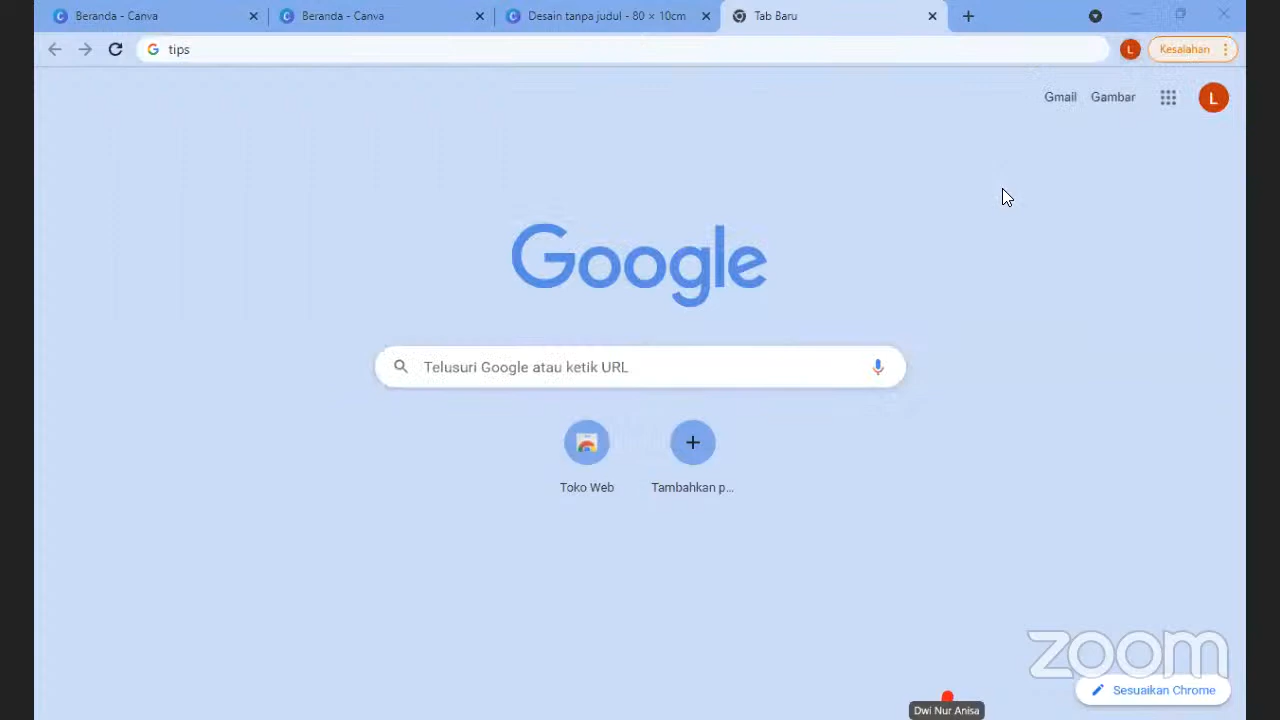 Beranda - Canva
Beranda - Canva
Desain tanpa judul - 80 × 10cm
Tab Baru
tips
L
Kesalahan
Gmail
Gambar
L
Google
Telusuri Google atau ketik URL
Toko Web
Tambahkan p...
zoom
Sesuaikan Chrome
Dwi Nur Anisa